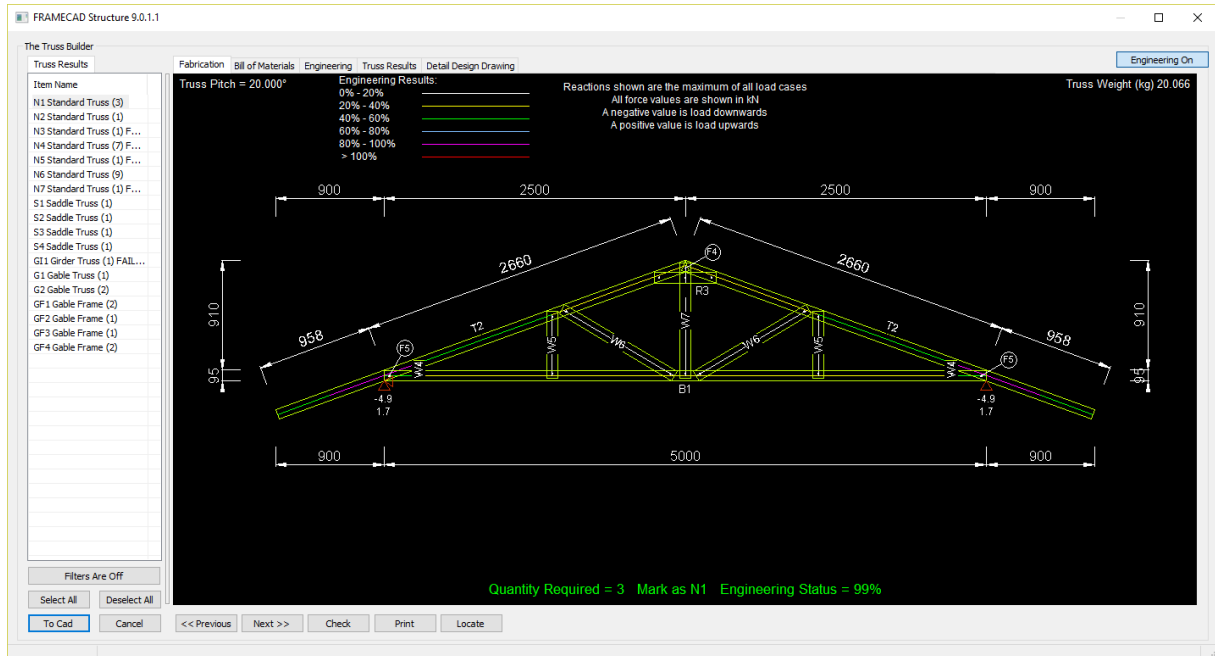 FRAMECAD Structure 9.0.1.1
The Truss Builder
Truss Results
Item Name
N1 Standard Truss (3)
N2 Standard Truss (1)
N3 Standard Truss (1) F...
N4 Standard Truss (7) F...
N5 Standard Truss (1) F...
N6 Standard Truss (9)
N7 Standard Truss (1) F...
S1 Saddle Truss (1)
S2 Saddle Truss (1)
S3 Saddle Truss (1)
S4 Saddle Truss (1)
GI1 Girder Truss (1) FAIL...
G1 Gable Truss (1)
G2 Gable Truss (2)
GF1 Gable Frame (2)
GF2 Gable Frame (1)
GF3 Gable Frame (1)
GF4 Gable Frame (2)
Filters Are Off
Select All Deselect All
To Cad Cancel
Fabrication Bill of Materials Engineering Truss Results Detail Design Drawing
Engineering On
Truss Pitch = 20.000°
Engineering Results:
0% - 20%
20% - 40%
40% - 60%
60% - 80%
80% - 100%
> 100%
Reactions shown are the maximum of all load cases
All force values are shown in kN
A negative value is load downwards
A positive value is load upwards
Truss Weight (kg) 20.066
900 2500 2500 900
2660 F4 2660
910 R3 910
958 T2 W7 T2 958
F5 W4 W5 W6 W6 W5 W4 F5
95 B1 95
-4.9 -4.9
1.7 1.7
900 5000 900
Quantity Required = 3 Mark as N1 Engineering Status = 99%
<< Previous Next >> Check Print Locate